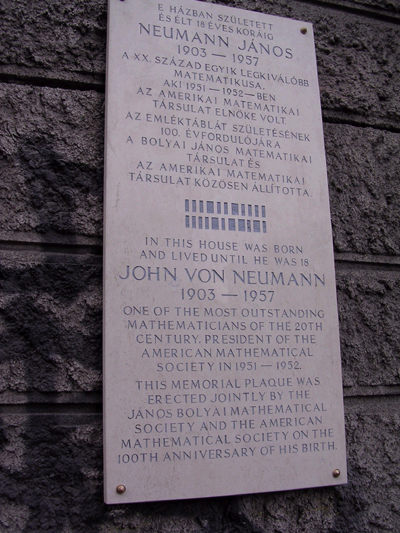 E HÁZBAN SZÜLETETT
ÉS ÉLT 18 ÉVES KORÁIG
NEUMANN JÁNOS
1903 — 1957
A XX. SZÁZAD EGYIK LEGKIVÁLÓBB
MATEMATIKUSA,
AKI 1951 — 1952 — BEN
AZ AMERIKAI MATEMATIKAI
TÁRSULAT ELNÖKE VOLT.
AZ EMLÉKTÁBLÁT SZÜLETÉSÉNEK
100. ÉVFORDULÓJÁRA
A BOLYAI JÁNOS MATEMATIKAI
TÁRSULAT ÉS
AZ AMERIKAI MATEMATIKAI
TÁRSULAT KÖZÖSEN ÁLLÍTOTTA.
IN THIS HOUSE WAS BORN
AND LIVED UNTIL HE WAS 18
JOHN VON NEUMANN
1903 — 1957
ONE OF THE MOST OUTSTANDING
MATHEMATICIANS OF THE 20TH
CENTURY. PRESIDENT OF THE
AMERICAN MATHEMATICAL
SOCIETY IN 1951 — 1952.
THIS MEMORIAL PLAQUE WAS
ERECTED JOINTLY BY THE
JÁNOS BOLYAI MATHEMATICAL
SOCIETY AND THE AMERICAN
MATHEMATICAL SOCIETY ON THE
100TH ANNIVERSARY OF HIS BIRTH.